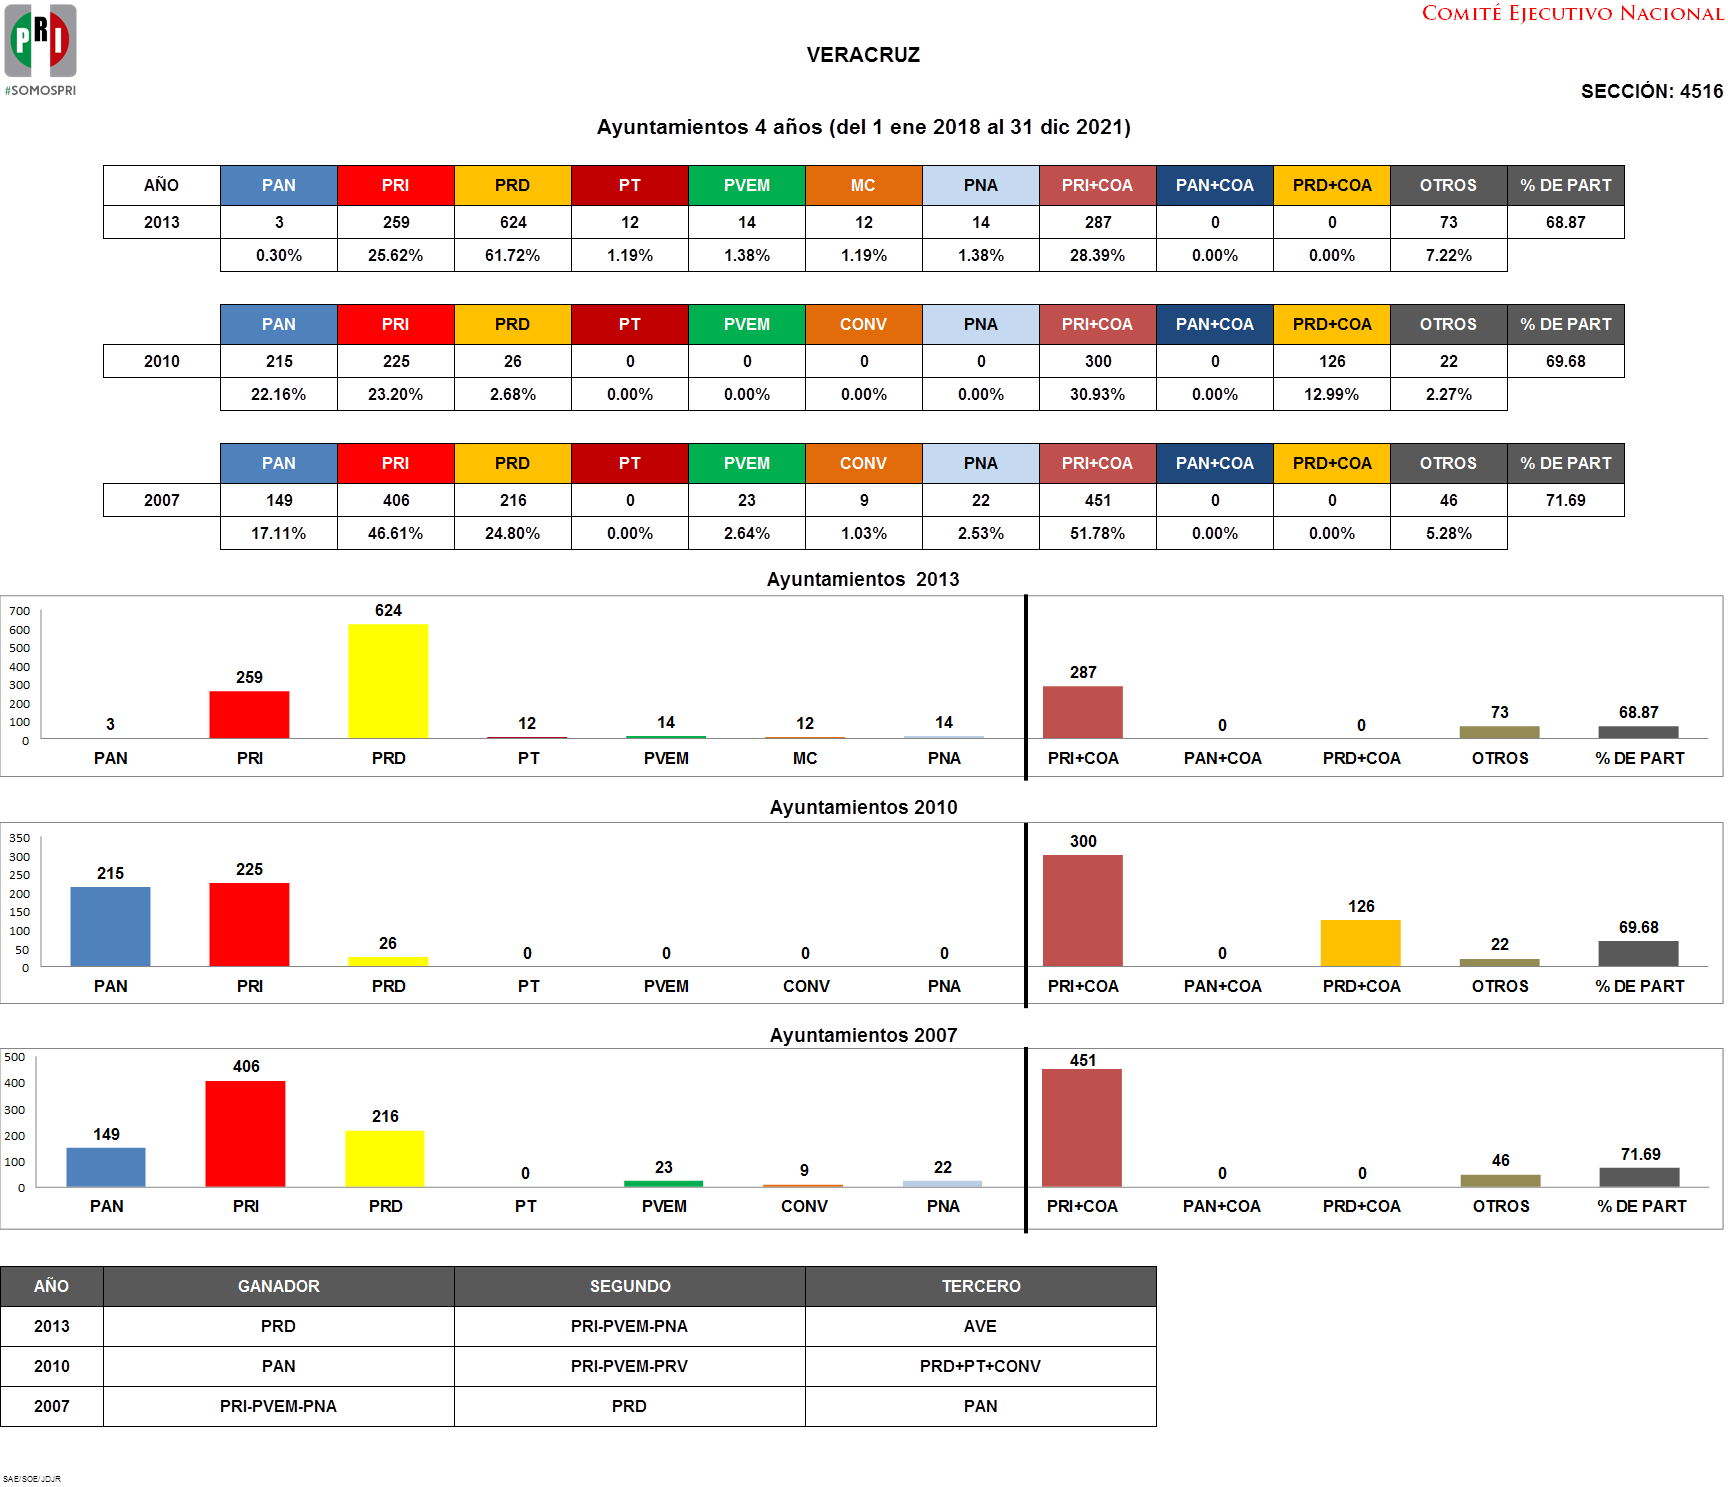 COMITÉ EJECUTIVO NACIONAL
PRI
#SOMOSPRI
VERACRUZ
SECCIÓN: 4516
Ayuntamientos 4 años (del 1 ene 2018 al 31 dic 2021)
AÑO PAN PRI PRD PT PVEM MC PNA PRI+COA PAN+COA PRD+COA OTROS % DE PART
2013 3 259 624 12 14 12 14 287 0 0 73 68.87
0.30% 25.62% 61.72% 1.19% 1.38% 1.19% 1.38% 28.39% 0.00% 0.00% 7.22%
PAN PRI PRD PT PVEM CONV PNA PRI+COA PAN+COA PRD+COA OTROS % DE PART
2010 215 225 26 0 0 0 0 300 0 126 22 69.68
22.16% 23.20% 2.68% 0.00% 0.00% 0.00% 0.00% 30.93% 0.00% 12.99% 2.27%
PAN PRI PRD PT PVEM CONV PNA PRI+COA PAN+COA PRD+COA OTROS % DE PART
2007 149 406 216 0 23 9 22 451 0 0 46 71.69
17.11% 46.61% 24.80% 0.00% 2.64% 1.03% 2.53% 51.78% 0.00% 0.00% 5.28%
Ayuntamientos 2013
700
600
500
400
300
200
100
0
3 259 624 12 14 12 14 287 0 0 73 68.87
PAN PRI PRD PT PVEM MC PNA PRI+COA PAN+COA PRD+COA OTROS % DE PART
Ayuntamientos 2010
350
300
250
200
150
100
50
0
215 225 26 0 0 0 0 300 0 126 22 69.68
PAN PRI PRD PT PVEM CONV PNA PRI+COA PAN+COA PRD+COA OTROS % DE PART
Ayuntamientos 2007
500
400
300
200
100
0
149 406 216 0 23 9 22 451 0 0 46 71.69
PAN PRI PRD PT PVEM CONV PNA PRI+COA PAN+COA PRD+COA OTROS % DE PART
AÑO GANADOR SEGUNDO TERCERO
2013 PRD PRI-PVEM-PNA AVE
2010 PAN PRI-PVEM-PRV PRD+PT+CONV
2007 PRI-PVEM-PNA PRD PAN
SAE/SOE/JDJR